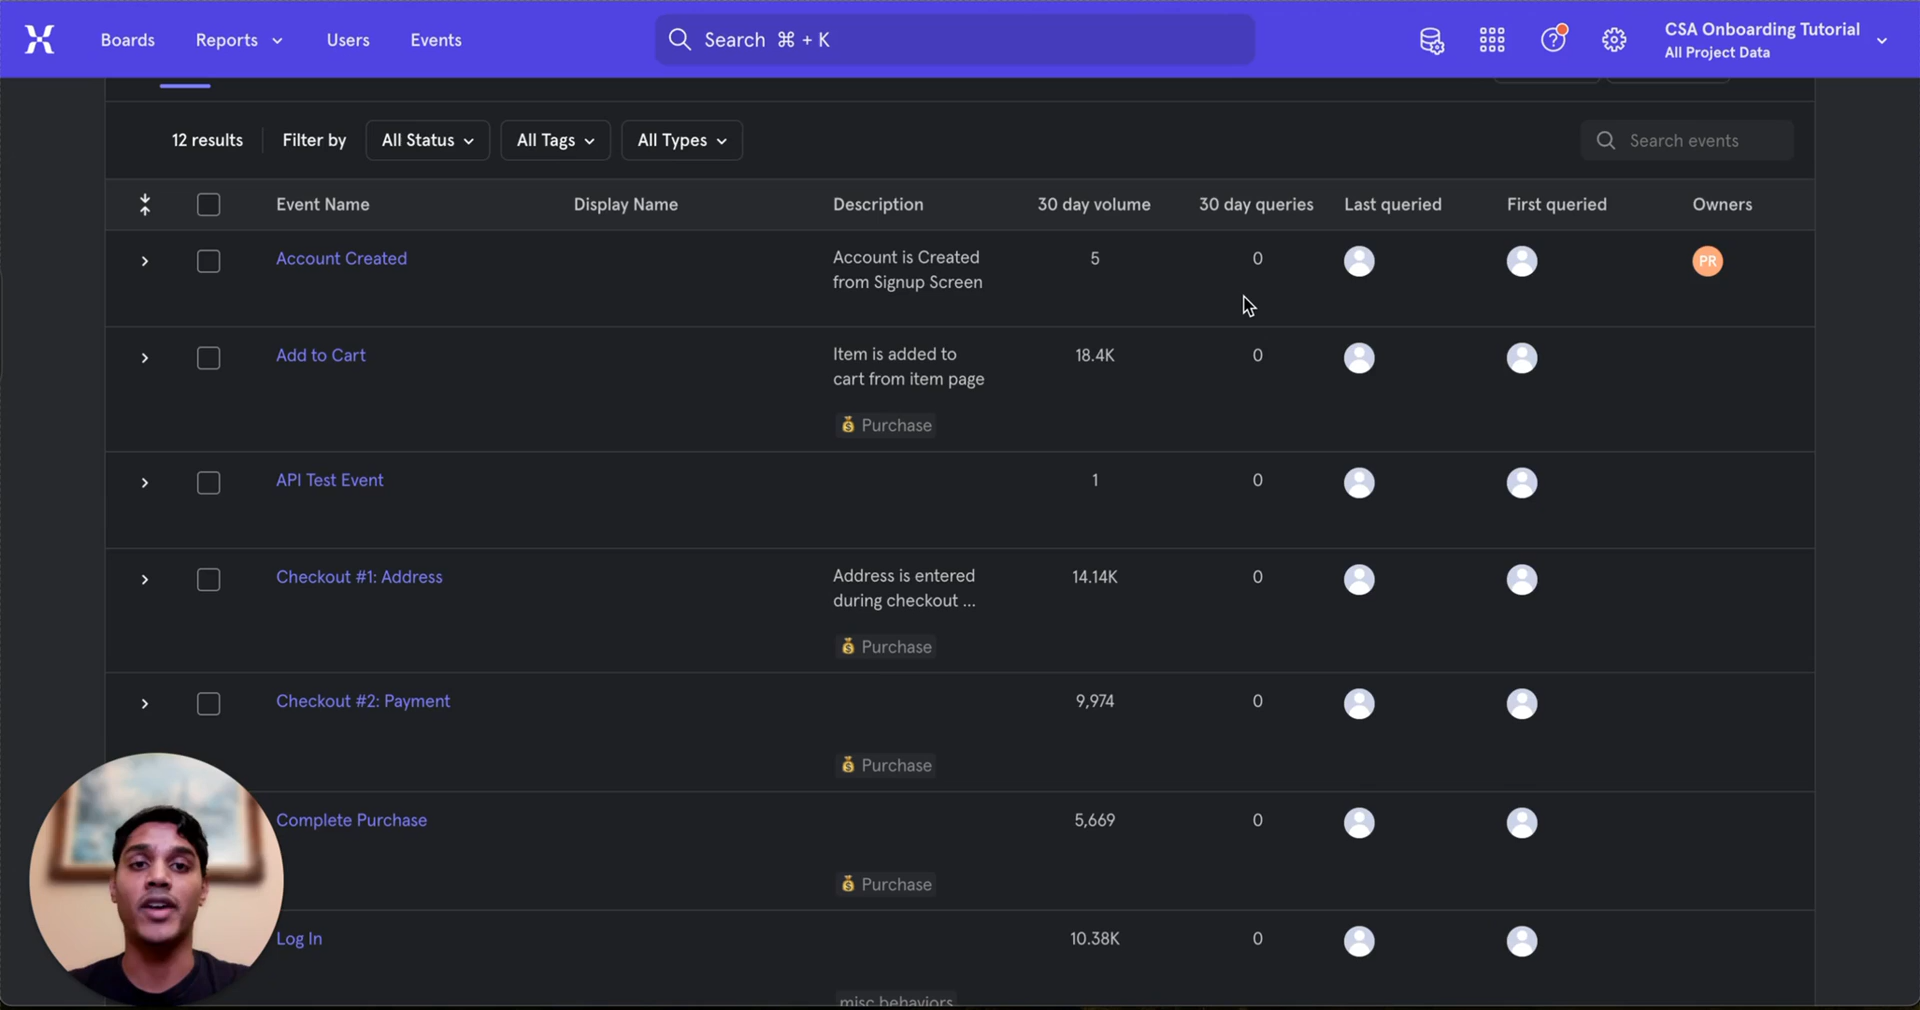 Boards Reports Users Events Search ⌘ + K CSA Onboarding Tutorial
All Project Data
12 results Filter by All Status All Tags All Types Search events
Event Name Display Name Description 30 day volume 30 day queries Last queried First queried Owners
Account Created Account is Created 5 0 PR
from Signup Screen
Add to Cart Item is added to 18.4K 0
cart from item page
Purchase
API Test Event 1 0
Checkout #1: Address Address is entered 14.14K 0
during checkout ...
Purchase
Checkout #2: Payment 9,974 0
Purchase
Complete Purchase 5,669 0
Purchase
Log In 10.38K 0
misc behaviors